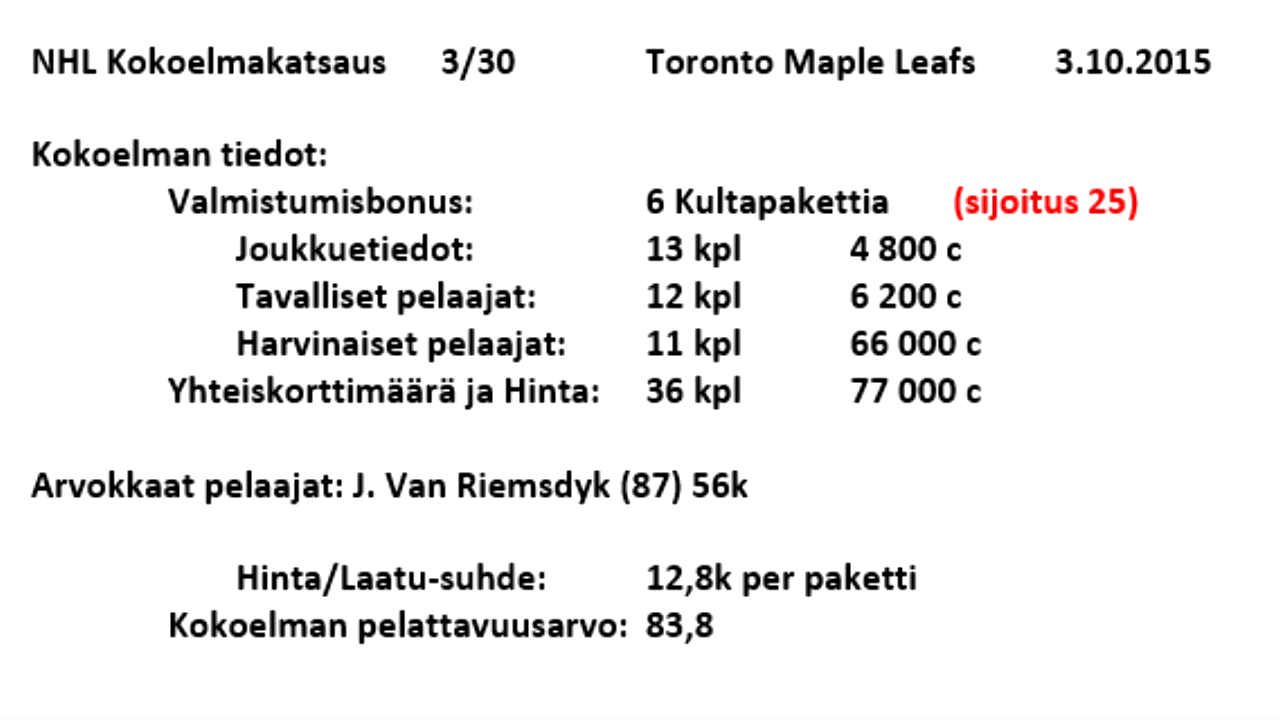 NHL Kokoelmakatsaus 3/30 Toronto Maple Leafs 3.10.2015
Kokoelman tiedot:
Valmistumisbonus: 6 Kultapakettia (sijoitus 25)
Joukkuetiedot: 13 kpl 4 800 c
Tavalliset pelaajat: 12 kpl 6 200 c
Harvinaiset pelaajat: 11 kpl 66 000 c
Yhteiskorttimäärä ja Hinta: 36 kpl 77 000 c
Arvokkaat pelaajat: J. Van Riemsdyk (87) 56k
Hinta/Laatu-suhde: 12,8k per paketti
Kokoelman pelattavuusarvo: 83,8